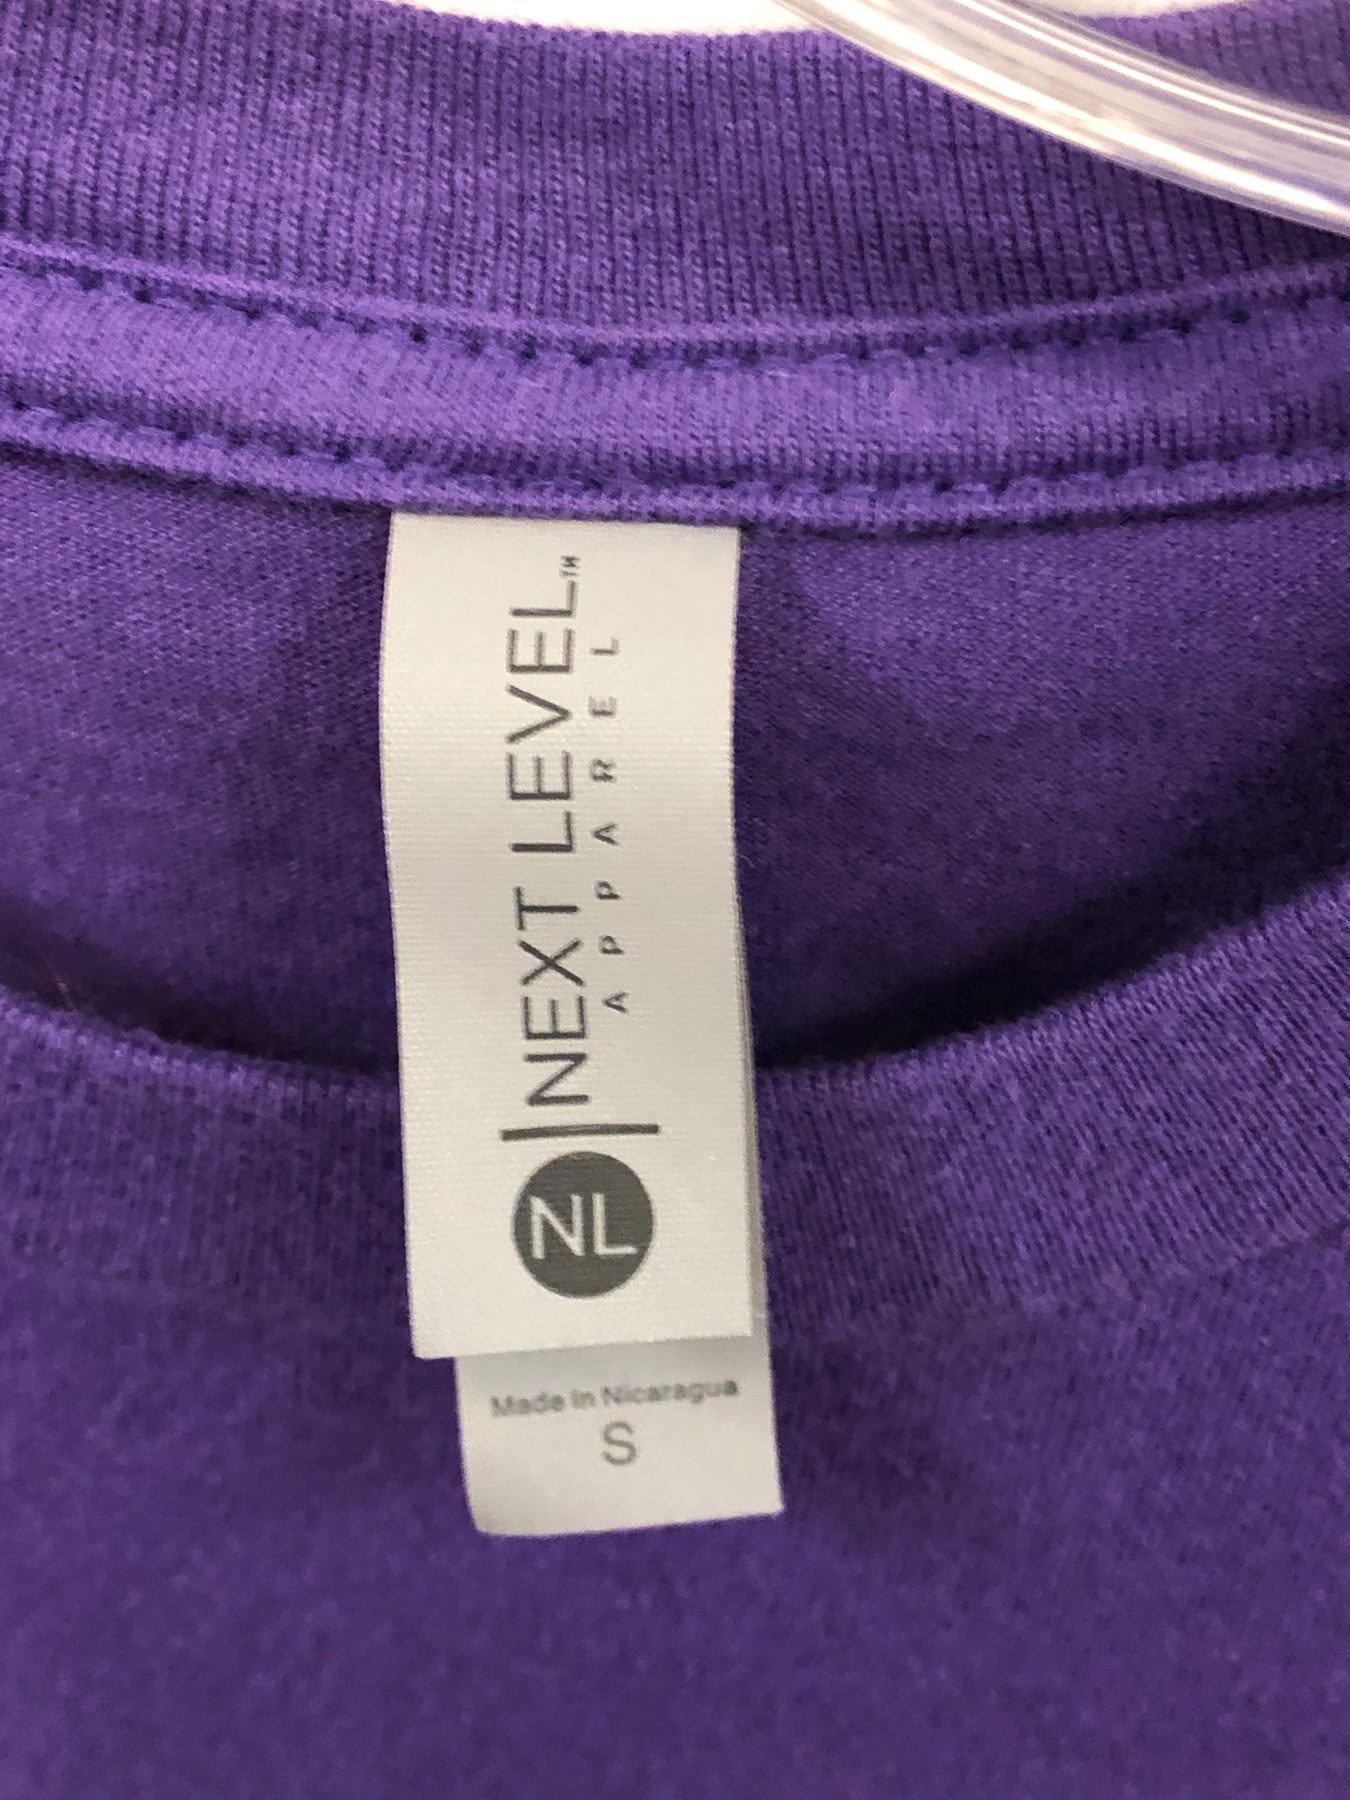 NL
NEXT LEVEL™
APPAREL
Made in Nicaragua
S